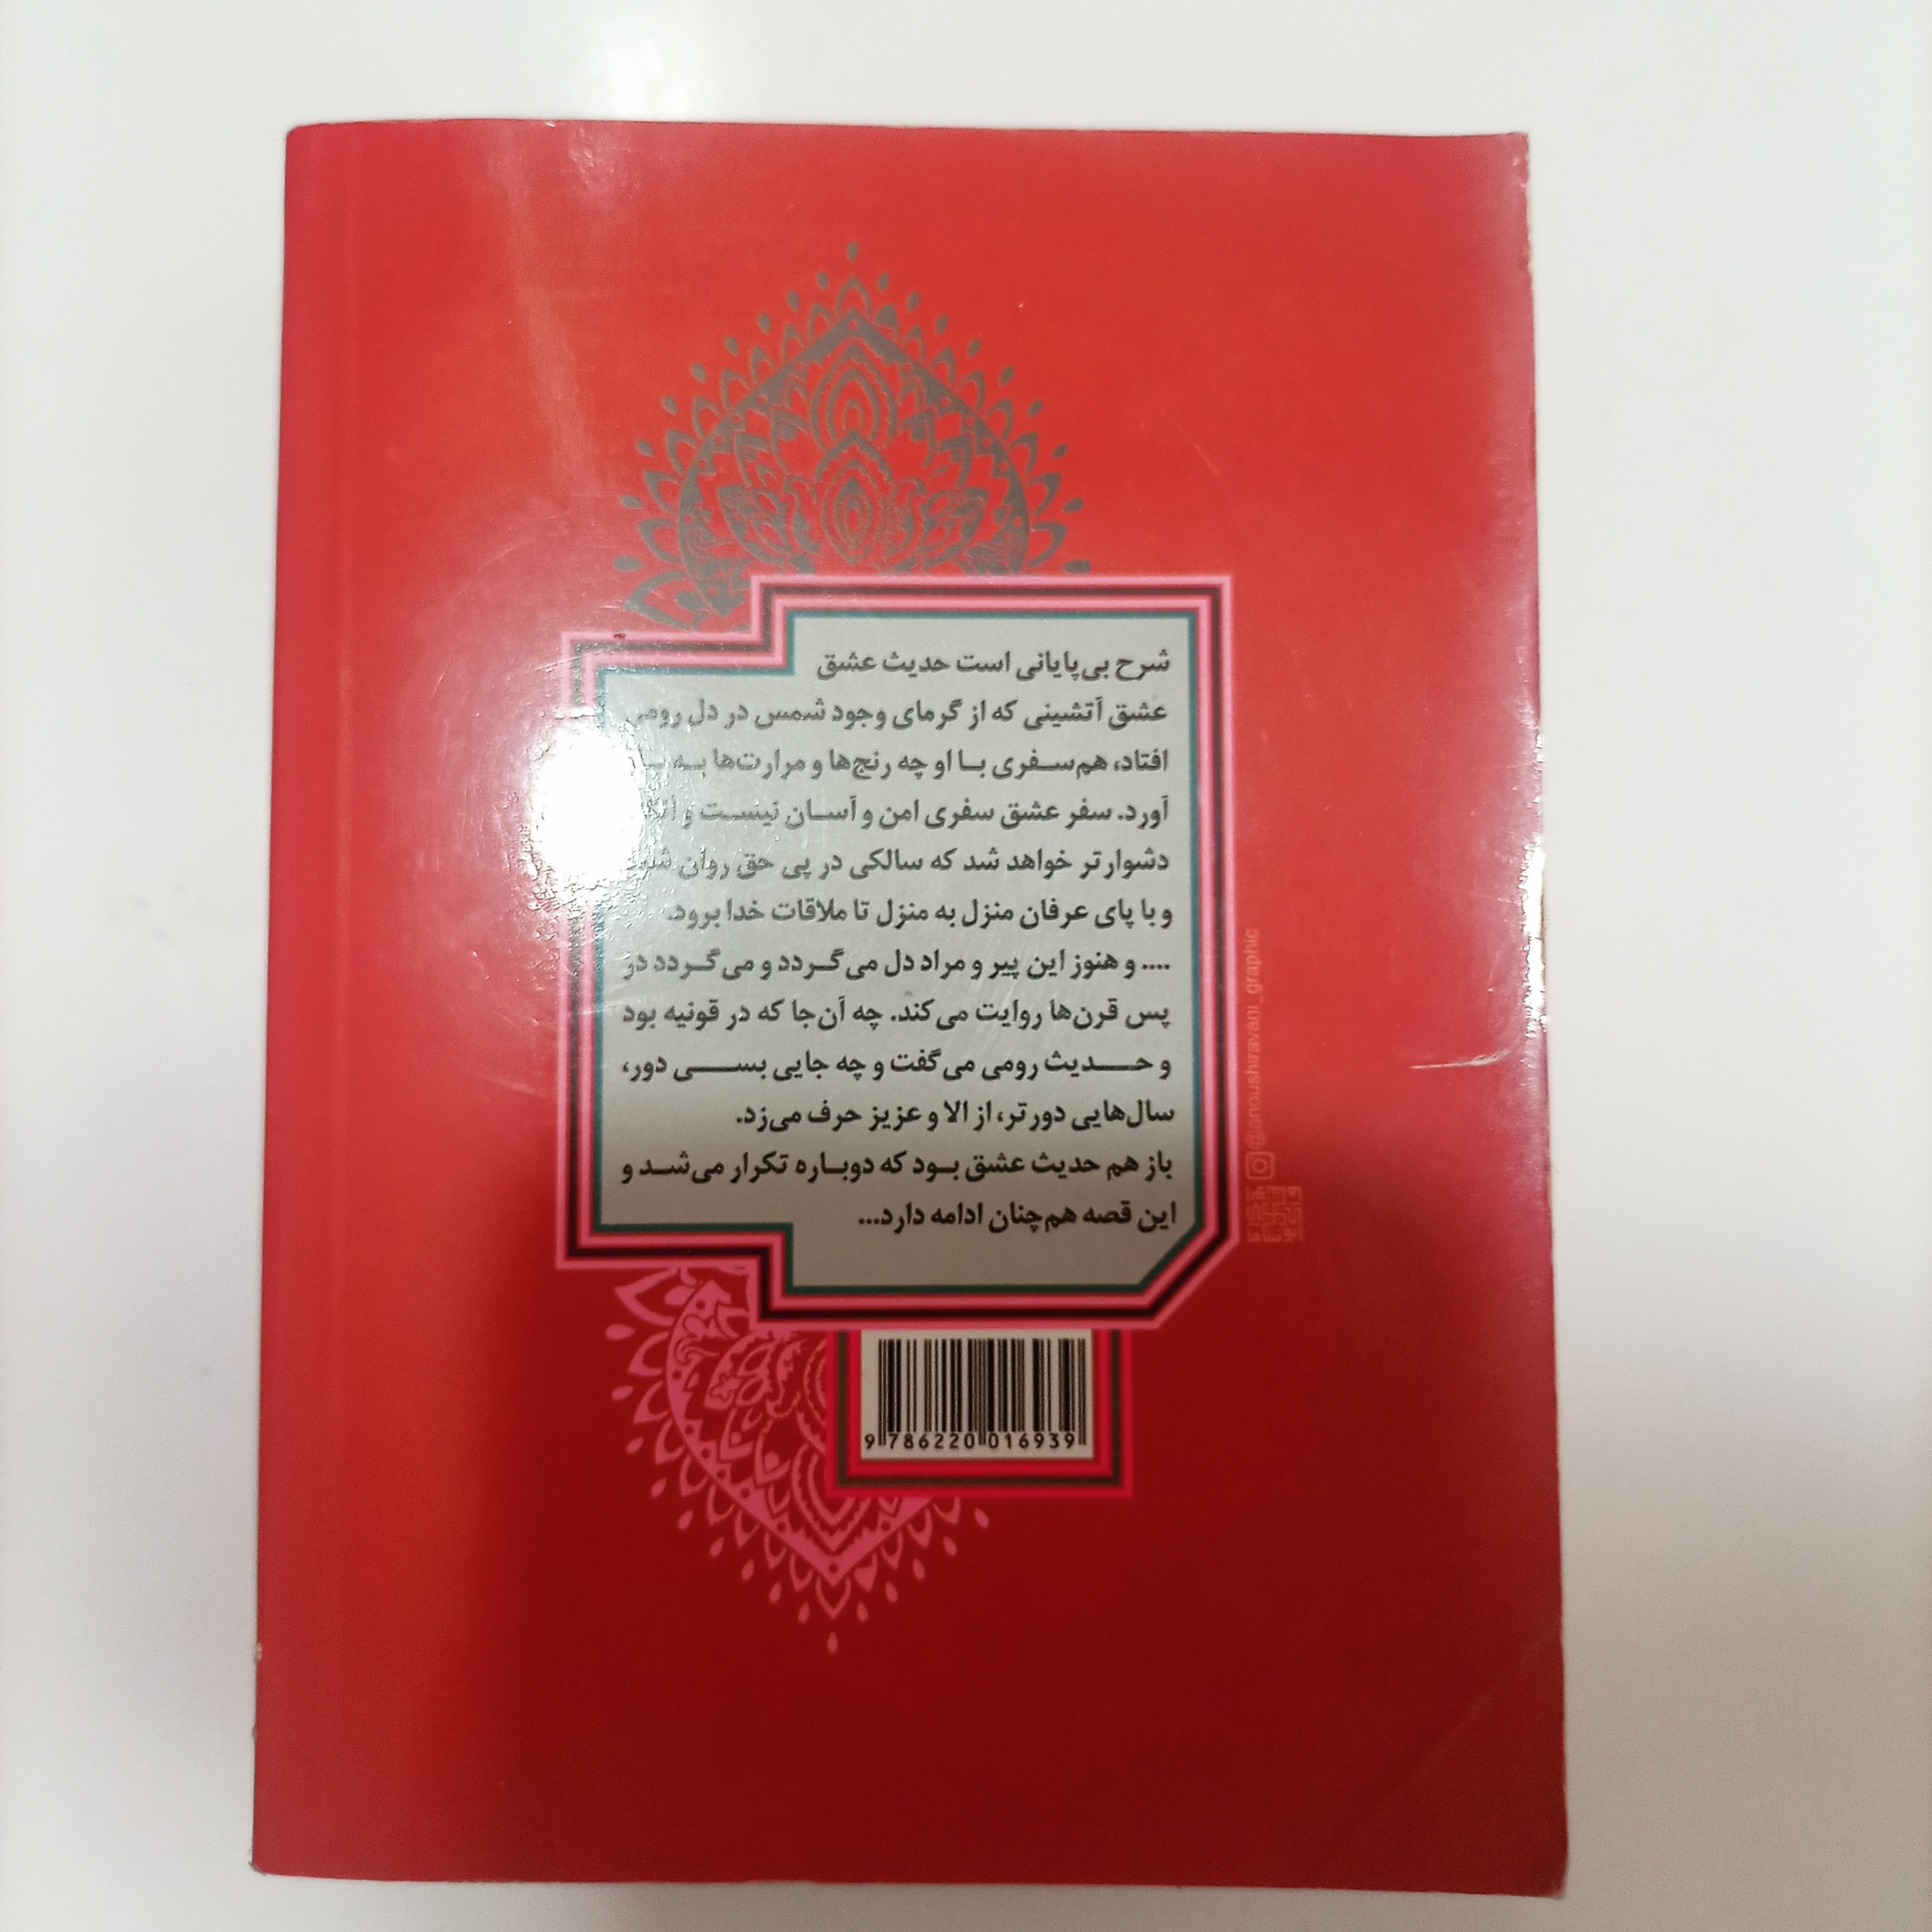 شرح بی‌پایانی است حدیث عشق
عشق آتشینی که از گرمای وجود شمس در دل رومی
افتاد، هم‌سفری با او چه رنج‌ها و مرارت‌ها به
آورد. سفر عشق سفری امن و آسان نیست و
دشوارتر خواهد شد که سالکی در پی حق روان
و با پای عرفان منزل به منزل تا ملاقات خدا برود.
.... و هنوز این پیر و مراد دل می‌گردد و می‌گردد در
پس قرن‌ها روایت می‌کند. چه آن‌جا که در قونیه بود
و حدیث رومی می‌گفت و چه جایی بسی دور،
سال‌هایی دورتر، از الا و عزیز حرف می‌زد.
باز هم حدیث عشق بود که دوباره تکرار می‌شد و
این قصه هم‌چنان ادامه دارد...
@anoushiravani_graphic
9 786220 016939